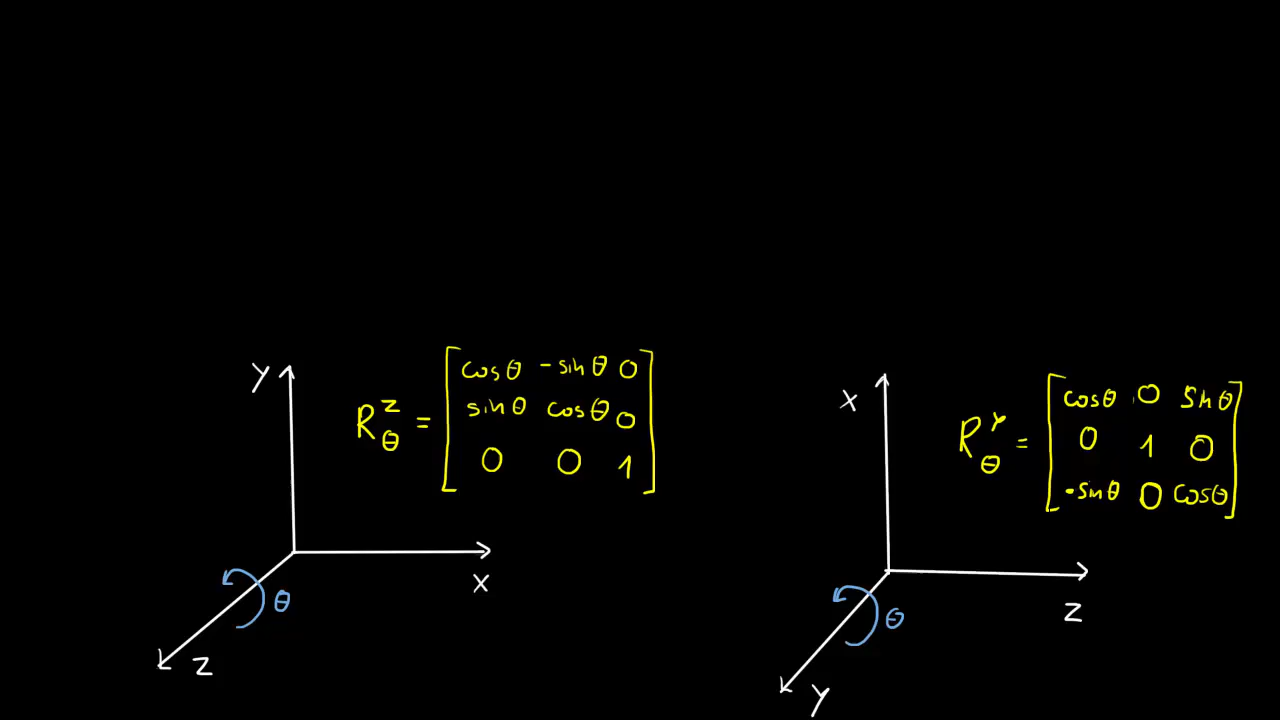 Y
R^Z_θ = [ cosθ -sinθ 0
sinθ cosθ 0
0 0 1 ]
X
θ
Z
X
R^Y_θ = [ cosθ 0 sinθ
0 1 0
-sinθ 0 cosθ ]
Z
θ
Y